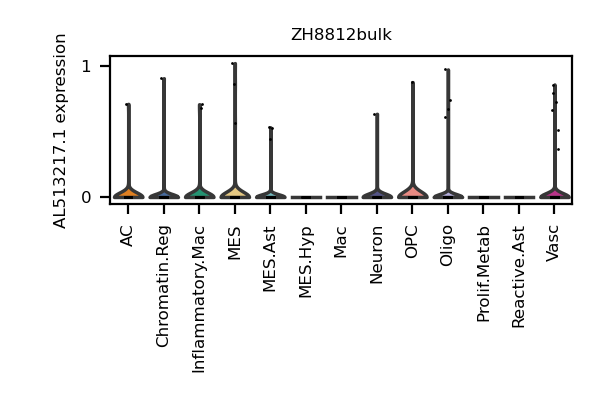 ZH8812bulk
AL513217.1 expression
1
0
AC
Chromatin.Reg
Inflammatory.Mac
MES
MES.Ast
MES.Hyp
Mac
Neuron
OPC
Oligo
Prolif.Metab
Reactive.Ast
Vasc